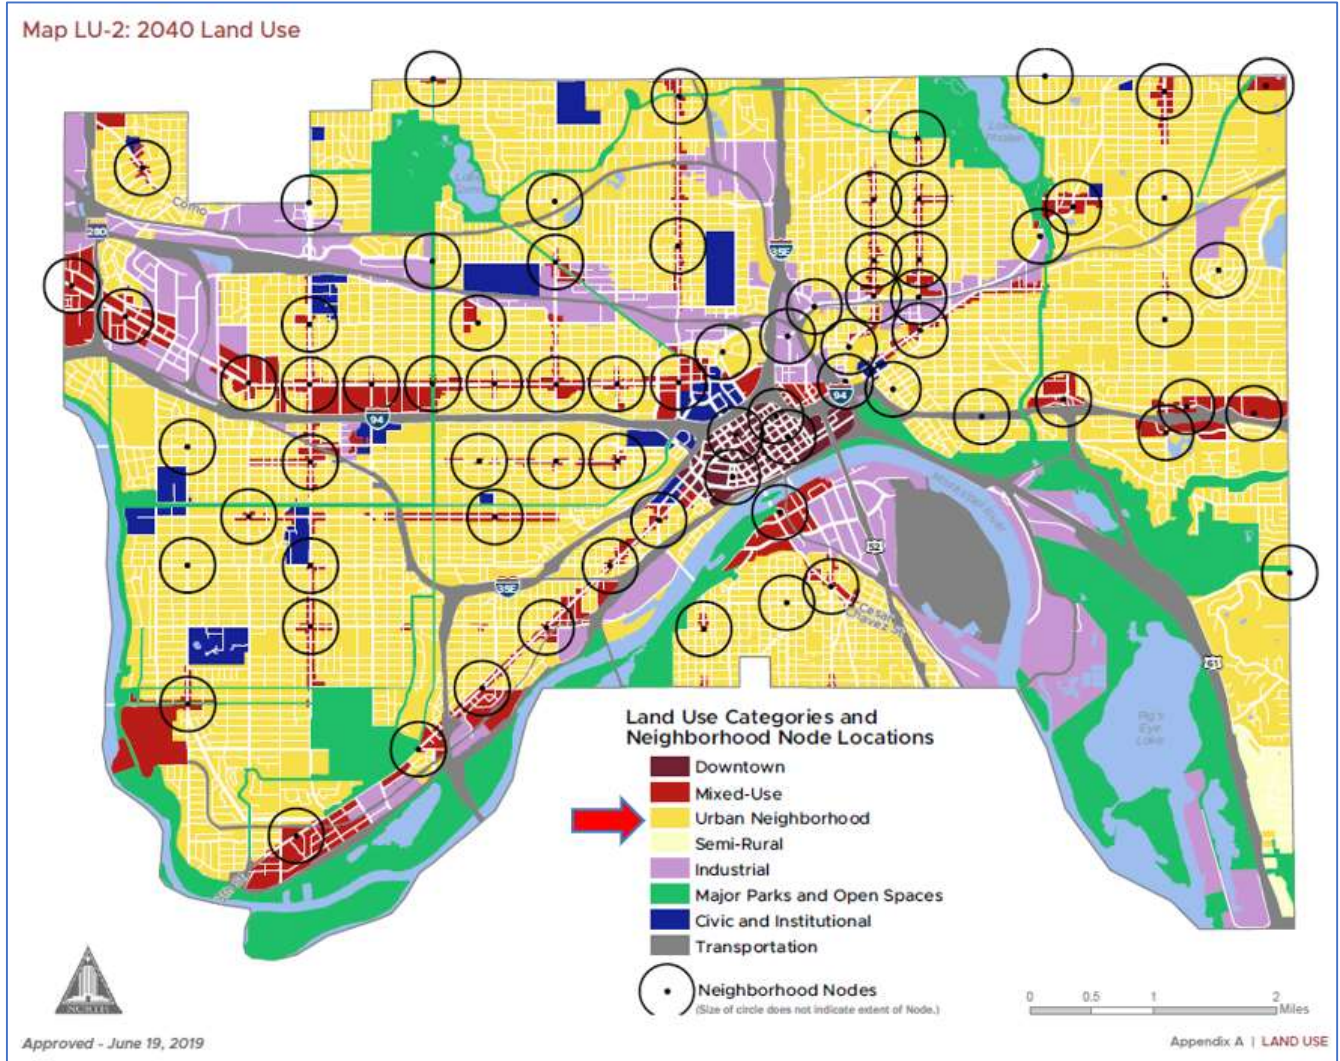 Map LU-2: 2040 Land Use
Como
280
35E
94
94
Mississippi River
52
35E
Cesar
Chavez St
61
Pig's
Eye
Lake
Land Use Categories and
Neighborhood Node Locations
Downtown
Mixed-Use
Urban Neighborhood
Semi-Rural
Industrial
Major Parks and Open Spaces
Civic and Institutional
Transportation
Neighborhood Nodes
(Size of circle does not indicate extent of Node.)
NORTH
0 0.5 1 2
Miles
Approved - June 19, 2019
Appendix A | LAND USE